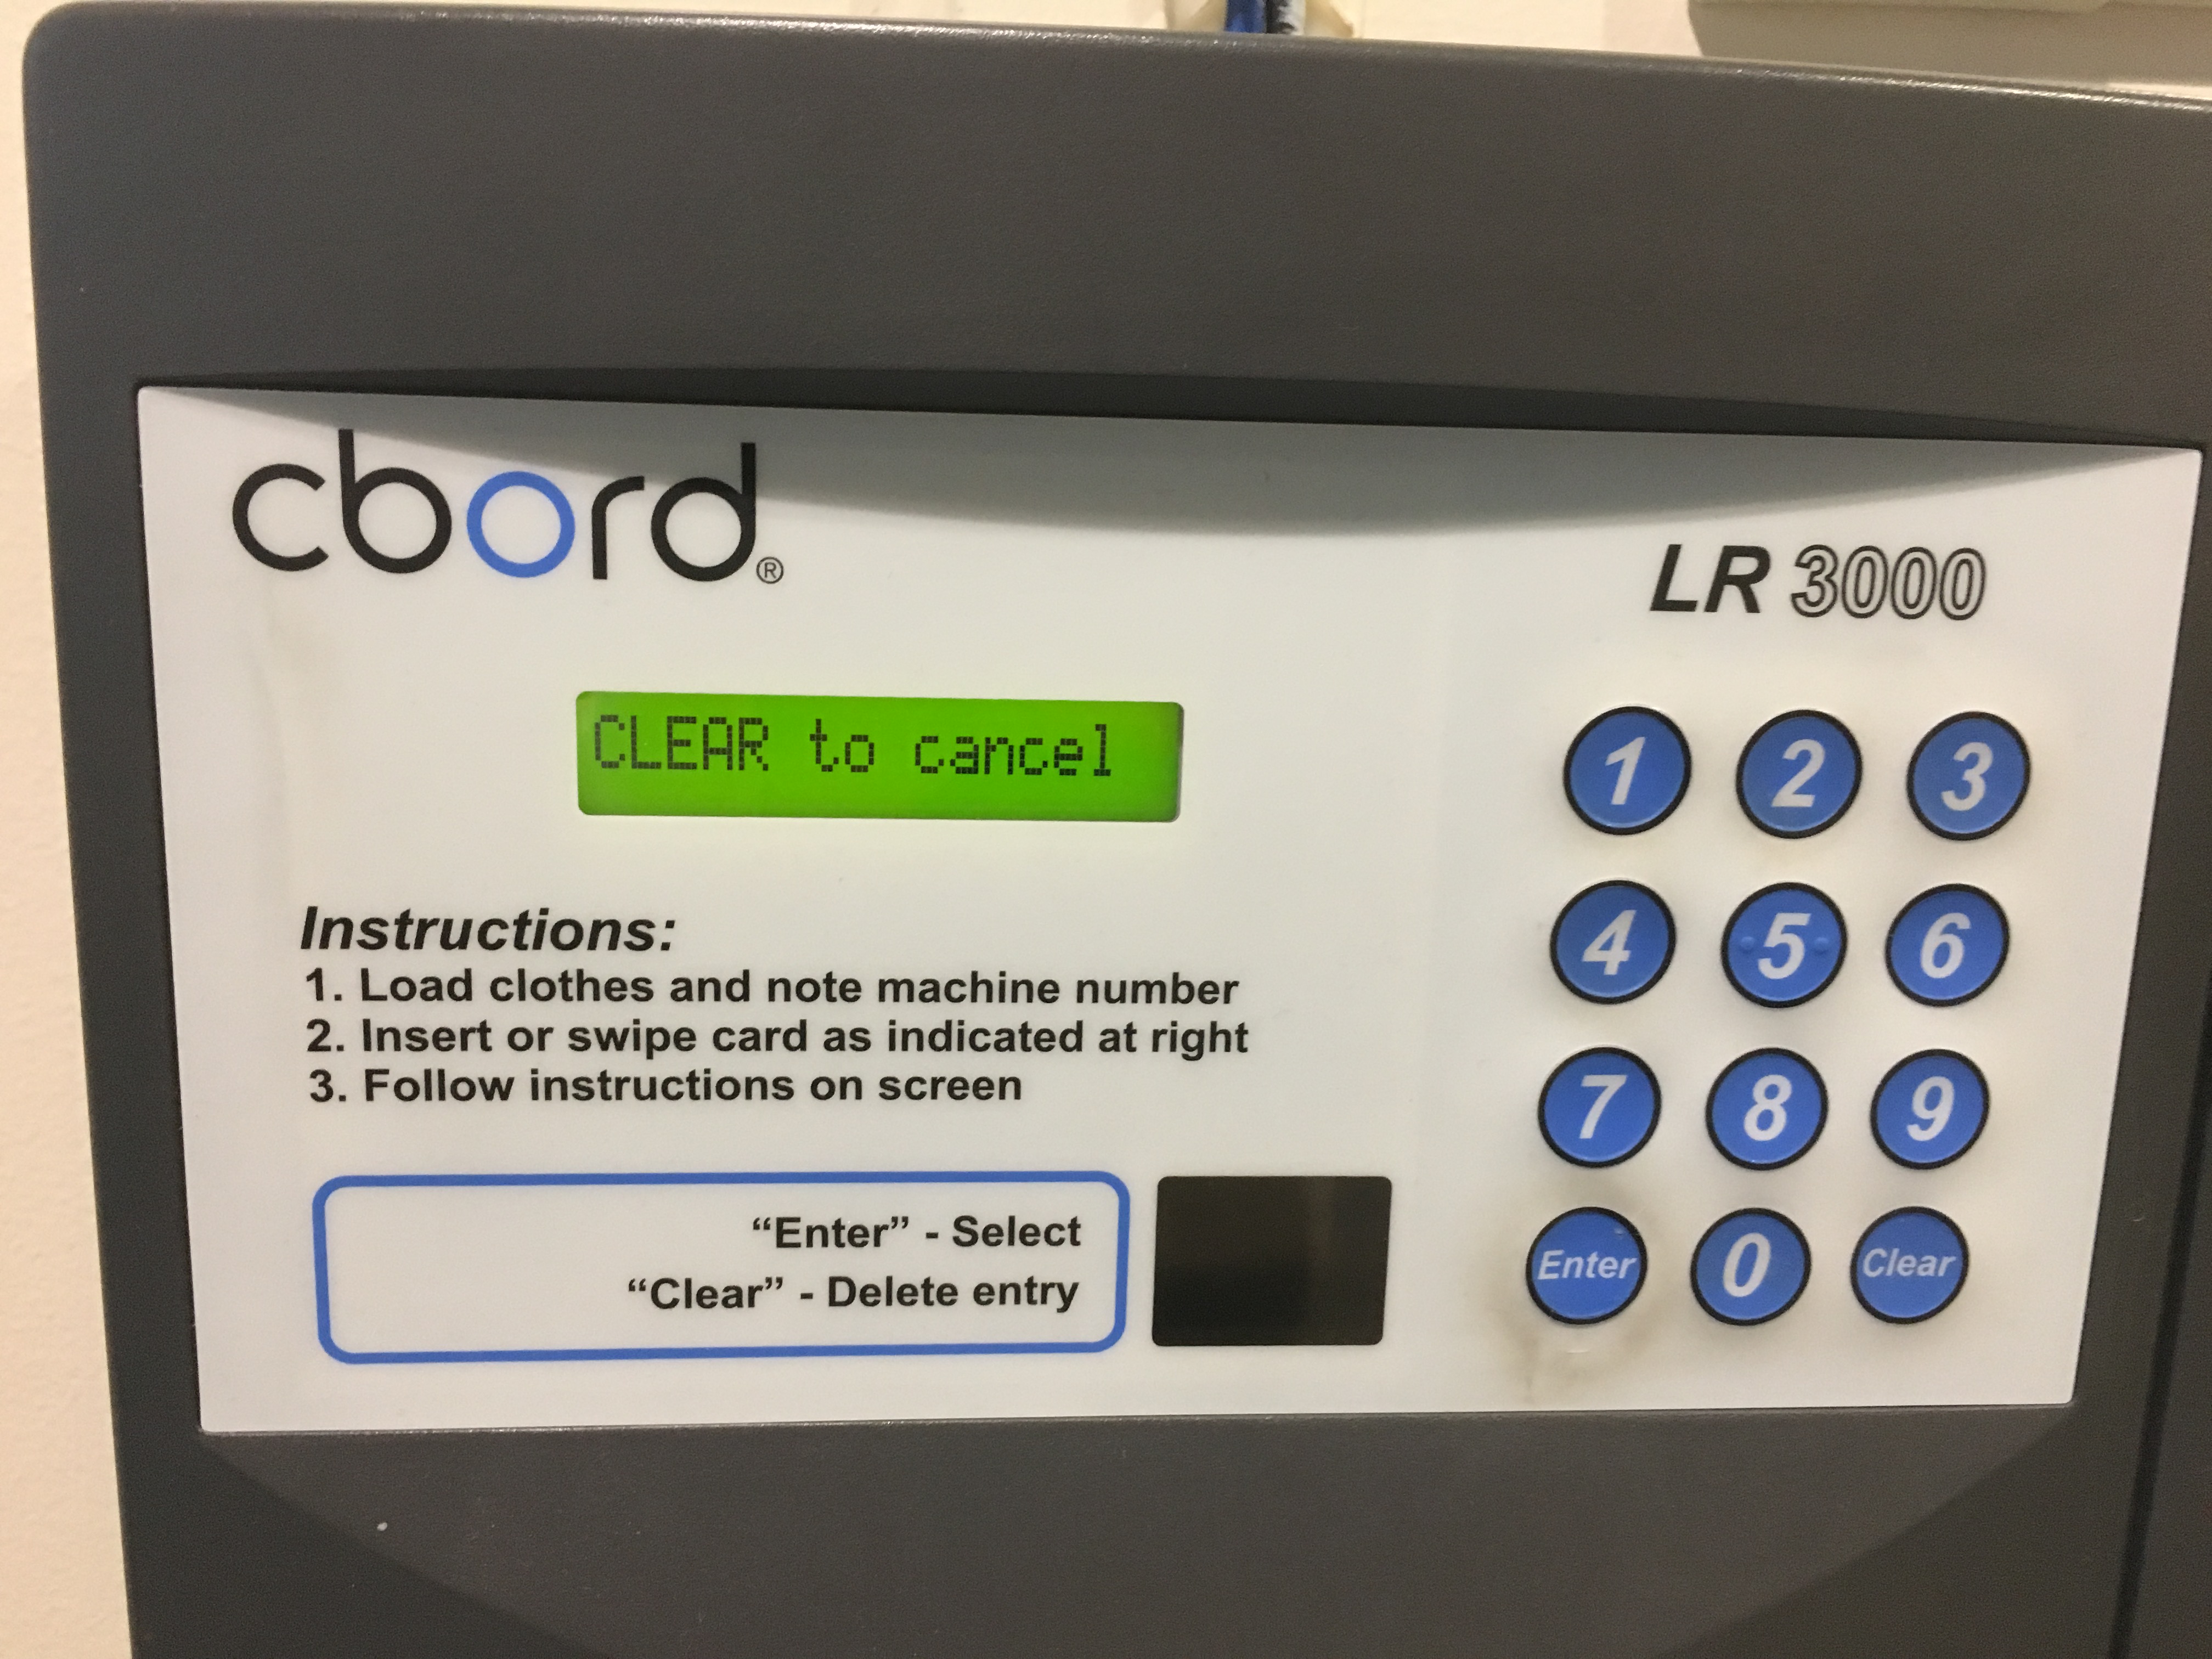 cbord®
LR 3000
CLEAR to cancel
Instructions:
1. Load clothes and note machine number
2. Insert or swipe card as indicated at right
3. Follow instructions on screen
“Enter” - Select
“Clear” - Delete entry
1 2 3
4 5 6
7 8 9
Enter 0 Clear